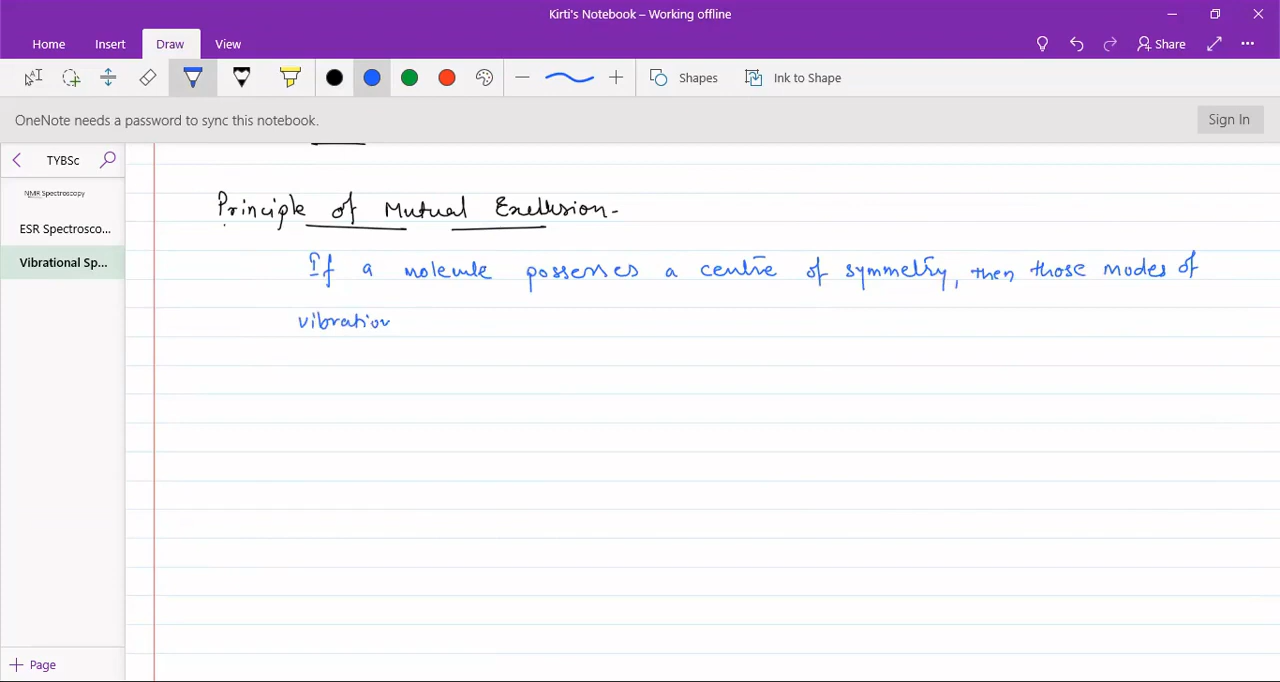 Kirti's Notebook – Working offline
Home Insert Draw View Share
Shapes Ink to Shape
OneNote needs a password to sync this notebook. Sign In
TYBSc
NMR Spectroscopy
ESR Spectrosco...
Vibrational Sp...
Page
Principle of Mutual Exclusion-
If a molecule possesses a centre of symmetry, then those modes of
vibration